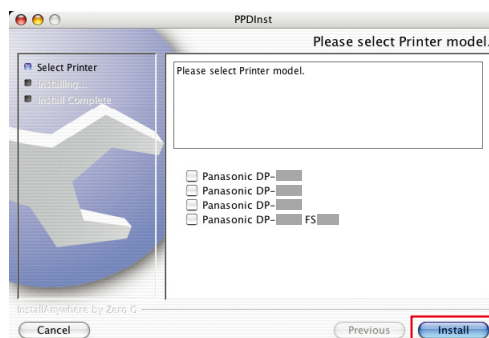 PPDInst
Please select Printer model.
Select Printer
Installing...
Install Complete
Please select Printer model.
Panasonic DP-
Panasonic DP-
Panasonic DP-
Panasonic DP- FS
InstallAnywhere by Zero G
Cancel
Previous
Install